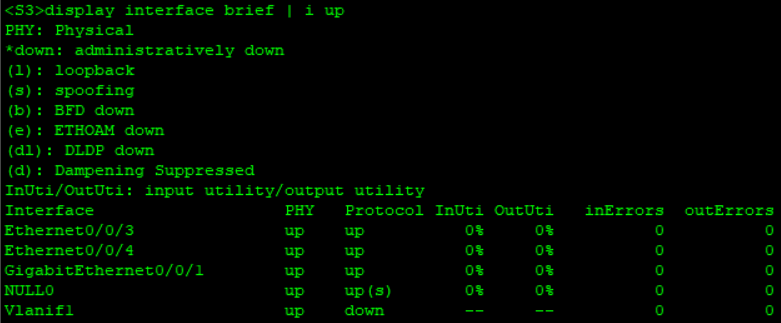 <S3>display interface brief | i up
PHY: Physical
*down: administratively down
(l): loopback
(s): spoofing
(b): BFD down
(e): ETHOAM down
(dl): DLDP down
(d): Dampening Suppressed
InUti/OutUti: input utility/output utility
Interface PHY Protocol InUti OutUti inErrors outErrors
Ethernet0/0/3 up up 0% 0% 0 0
Ethernet0/0/4 up up 0% 0% 0 0
GigabitEthernet0/0/1 up up 0% 0% 0 0
NULL0 up up(s) 0% 0% 0 0
Vlanif1 up down -- -- 0 0